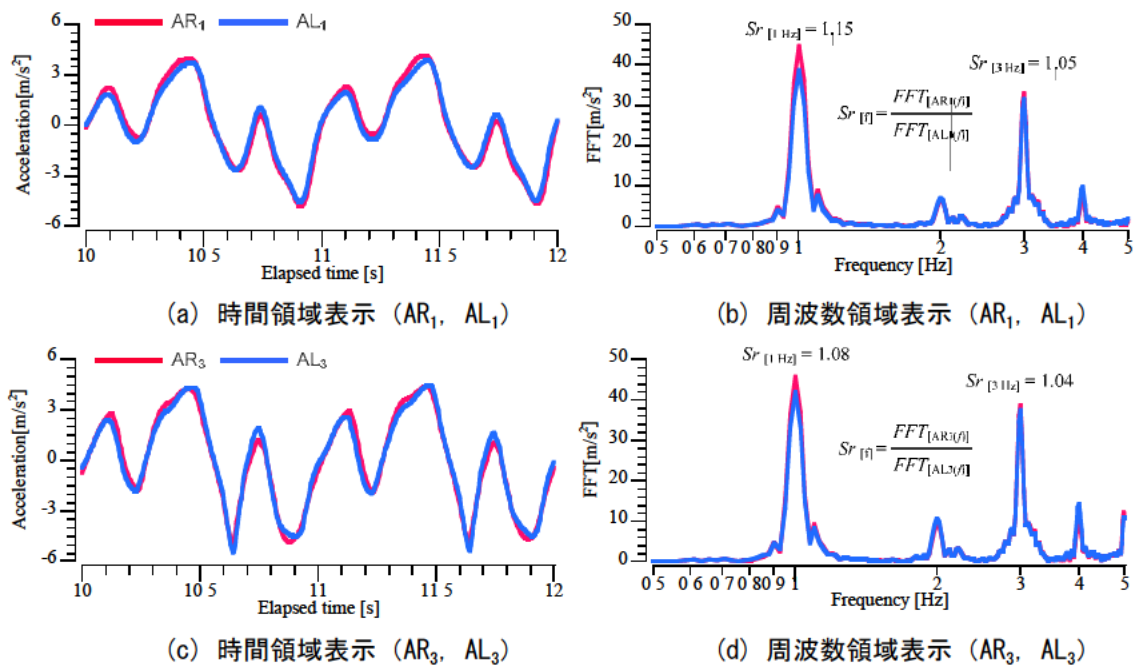 AR1 AL1
6
3
0
-3
-6
Acceleration[m/s²]
10 10 5 11 11 5 12
Elapsed time [s]
(a) 時間領域表示 (AR1, AL1)
Sr [1 Hz] = 1.15
Sr [3 Hz] = 1.05
Sr [f] = FFT[AR1(f)]
FFT[AL1(f)]
50
40
30
20
10
0
FFT[m/s²]
0 5 0 6 0 7 0 80 9 1 2 3 4 5
Frequency [Hz]
(b) 周波数領域表示 (AR1, AL1)
AR3 AL3
6
3
0
-3
-6
Acceleration[m/s²]
10 10 5 11 11 5 12
Elapsed time [s]
(c) 時間領域表示 (AR3, AL3)
Sr [1 Hz] = 1.08
Sr [3 Hz] = 1.04
Sr [f] = FFT[AR3(f)]
FFT[AL3(f)]
50
40
30
20
10
0
FFT[m/s²]
0 5 0 6 0 7 0 80 9 1 2 3 4 5
Frequency [Hz]
(d) 周波数領域表示 (AR3, AL3)